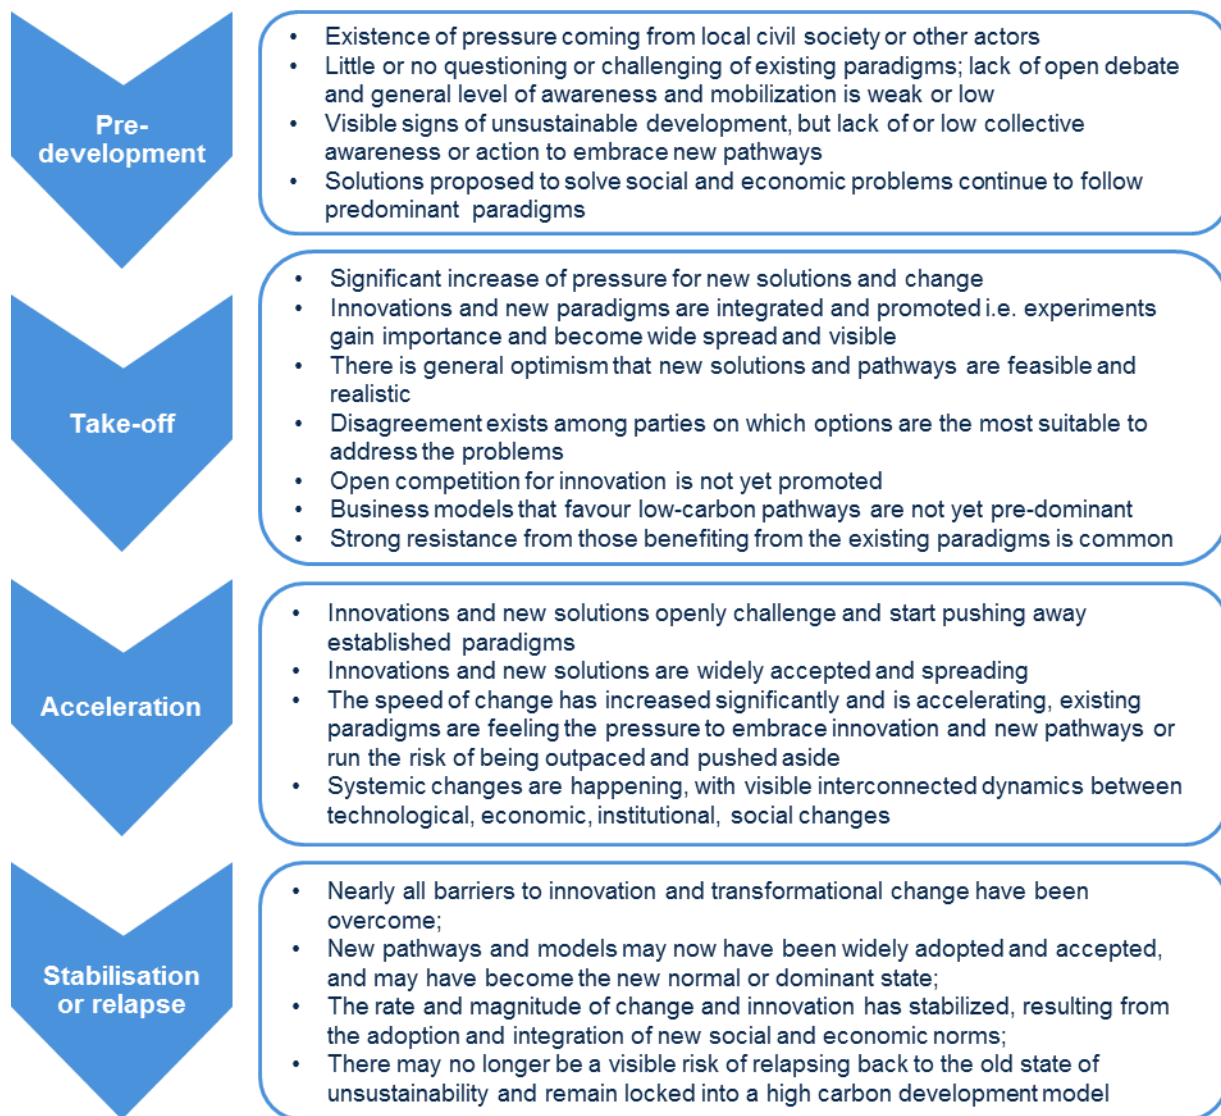 Pre-
development
• Existence of pressure coming from local civil society or other actors
• Little or no questioning or challenging of existing paradigms; lack of open debate
and general level of awareness and mobilization is weak or low
• Visible signs of unsustainable development, but lack of or low collective
awareness or action to embrace new pathways
• Solutions proposed to solve social and economic problems continue to follow
predominant paradigms
Take-off
• Significant increase of pressure for new solutions and change
• Innovations and new paradigms are integrated and promoted i.e. experiments
gain importance and become wide spread and visible
• There is general optimism that new solutions and pathways are feasible and
realistic
• Disagreement exists among parties on which options are the most suitable to
address the problems
• Open competition for innovation is not yet promoted
• Business models that favour low-carbon pathways are not yet pre-dominant
• Strong resistance from those benefiting from the existing paradigms is common
Acceleration
• Innovations and new solutions openly challenge and start pushing away
established paradigms
• Innovations and new solutions are widely accepted and spreading
• The speed of change has increased significantly and is accelerating, existing
paradigms are feeling the pressure to embrace innovation and new pathways or
run the risk of being outpaced and pushed aside
• Systemic changes are happening, with visible interconnected dynamics between
technological, economic, institutional, social changes
Stabilisation
or relapse
• Nearly all barriers to innovation and transformational change have been
overcome;
• New pathways and models may now have been widely adopted and accepted,
and may have become the new normal or dominant state;
• The rate and magnitude of change and innovation has stabilized, resulting from
the adoption and integration of new social and economic norms;
• There may no longer be a visible risk of relapsing back to the old state of
unsustainability and remain locked into a high carbon development model